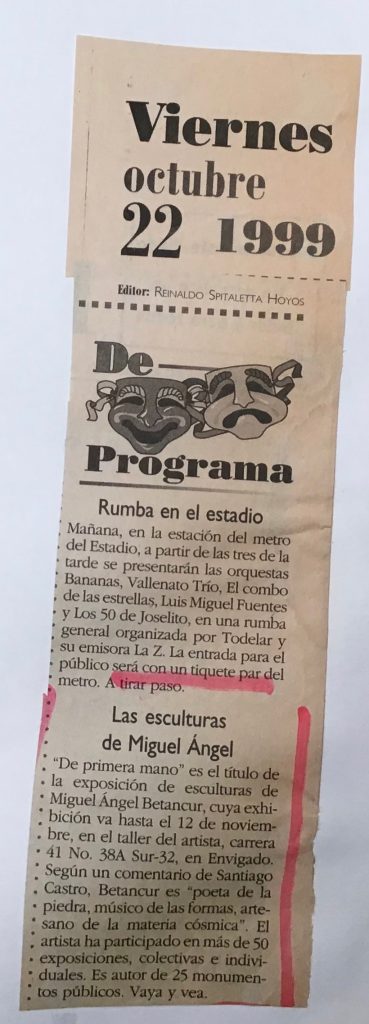 Viernes
octubre
22 1999
Editor: REINALDO SPITALETTA HOYOS
De
Programa
Rumba en el estadio
Mañana, en la estación del metro
del Estadio, a partir de las tres de la
tarde se presentarán las orquestas
Bananas, Vallenato Trío, El combo
de las estrellas, Luis Miguel Fuentes
y Los 50 de Joselito, en una rumba
general organizada por Todelar y
su emisora La Z. La entrada para el
público será con un tiquete par del
metro. A tirar paso.
Las esculturas
de Miguel Ángel
“De primera mano” es el título de
la exposición de esculturas de
Miguel Ángel Betancur, cuya exhi-
bición va hasta el 12 de noviem-
bre, en el taller del artista, carrera
41 No. 38A Sur-32, en Envigado.
Según un comentario de Santiago
Castro, Betancur es “poeta de la
piedra, músico de las formas, arte-
sano de la materia cósmica”. El
artista ha participado en más de 50
exposiciones, colectivas e indivi-
duales. Es autor de 25 monumen-
tos públicos. Vaya y vea.